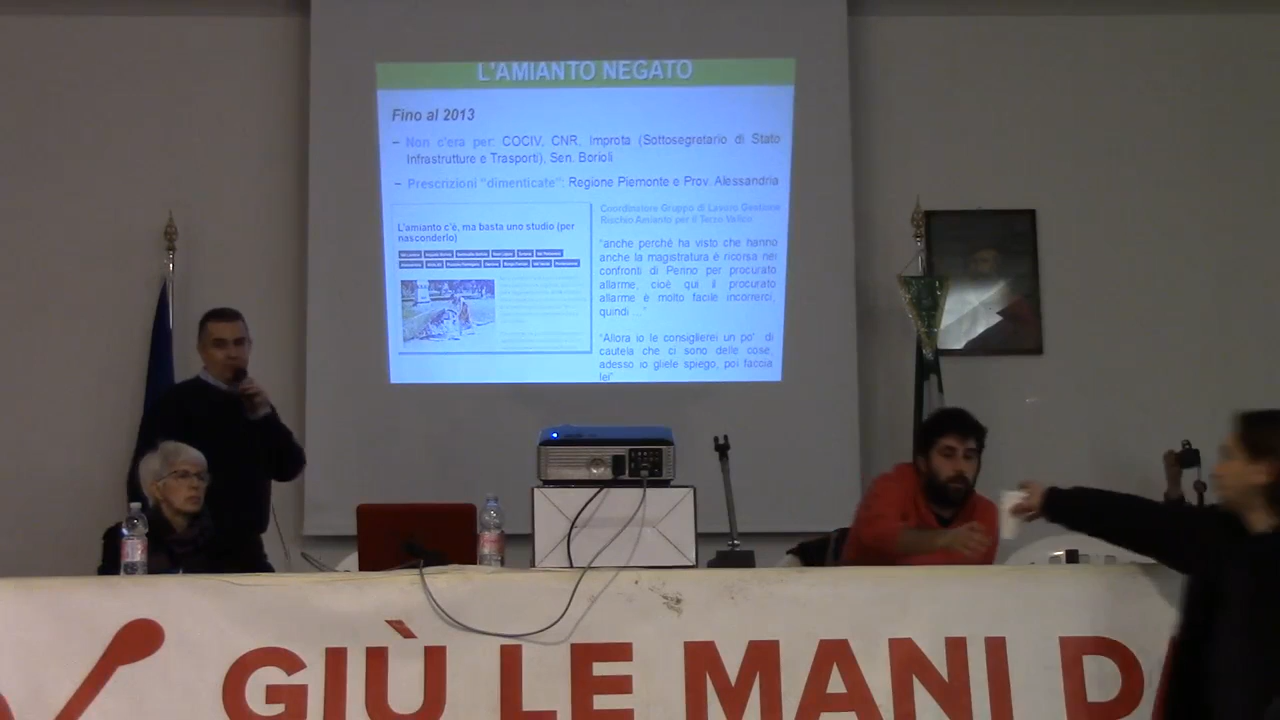 L'AMIANTO NEGATO
Fino al 2013
– Non c'era per: COCIV, CNR, Improta (Sottosegretario di Stato
Infrastrutture e Trasporti), Sen. Borioli
– Prescrizioni "dimenticate": Regione Piemonte e Prov. Alessandria
L'amianto c'è, ma basta uno studio (per
nasconderlo)
Coordinatore Gruppo di Lavoro Gestione
Rischio Amianto per il Terzo Valico:
"anche perché ha visto che hanno
anche la magistratura è ricorsa nei
confronti di Penno per procurato
allarme, cioè qui il procurato
allarme è molto facile incorrerci,
quindi ..."
"Allora io le consiglierei un po' di
cautela che ci sono delle cose,
adesso io gliele spiego, poi faccia
lei"
GIÙ LE MANI D